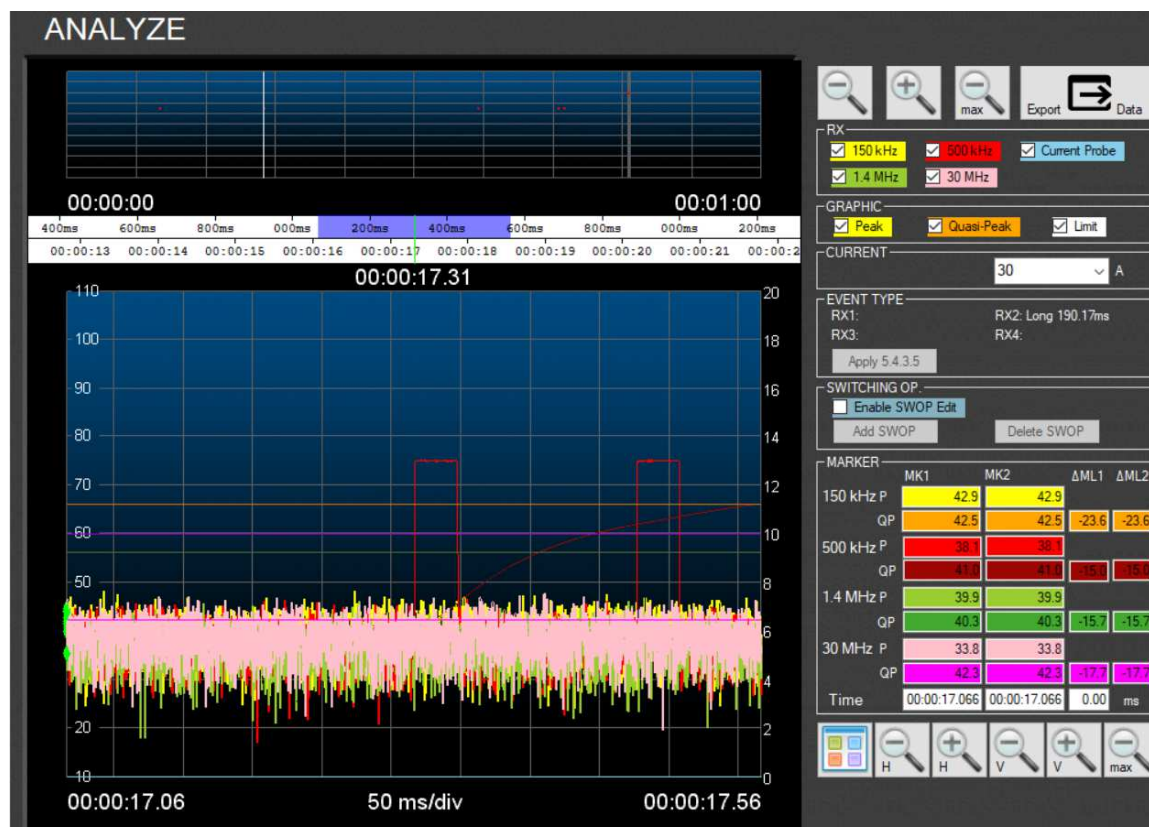 ANALYZE
00:00:00 00:01:00
400ms 600ms 800ms 000ms 200ms 400ms 600ms 800ms 000ms 200ms
00:00:13 00:00:14 00:00:15 00:00:16 00:00:17 00:00:18 00:00:19 00:00:20 00:00:21 00:00:2
00:00:17.31
110 20
100 18
90 16
80 14
70 12
60 10
50 8
6
4
20 2
10 0
00:00:17.06 50 ms/div 00:00:17.56
max Export Data
RX
150 kHz 500 kHz Current Probe
1.4 MHz 30 MHz
GRAPHIC
Peak Quasi-Peak Limit
CURRENT
30 A
EVENT TYPE
RX1: RX2: Long 190.17ms
RX3: RX4:
Apply 5.4.3.5
SWITCHING OP.
Enable SWOP Edit
Add SWOP Delete SWOP
MARKER
MK1 MK2 ΔML1 ΔML2
150 kHz P 42.9 42.9
QP 42.5 42.5 -23.6 -23.6
500 kHz P 38.1 38.1
QP 41.0 41.0 -15.0 -15.0
1.4 MHz P 39.9 39.9
QP 40.3 40.3 -15.7 -15.7
30 MHz P 33.8 33.8
QP 42.3 42.3 -17.7 -17.7
Time 00:00:17.066 00:00:17.066 0.00 ms
H H V V max